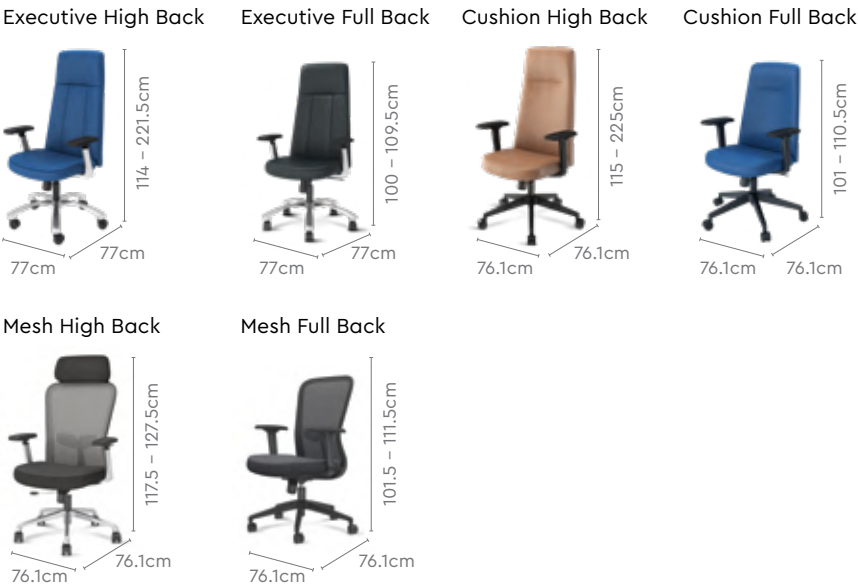 Executive High Back
Executive Full Back
Cushion High Back
Cushion Full Back
114 – 221.5cm
100 – 109.5cm
115 – 225cm
101 – 110.5cm
77cm
77cm
77cm
77cm
76.1cm
76.1cm
76.1cm
76.1cm
Mesh High Back
Mesh Full Back
117.5 – 127.5cm
101.5 – 111.5cm
76.1cm
76.1cm
76.1cm
76.1cm